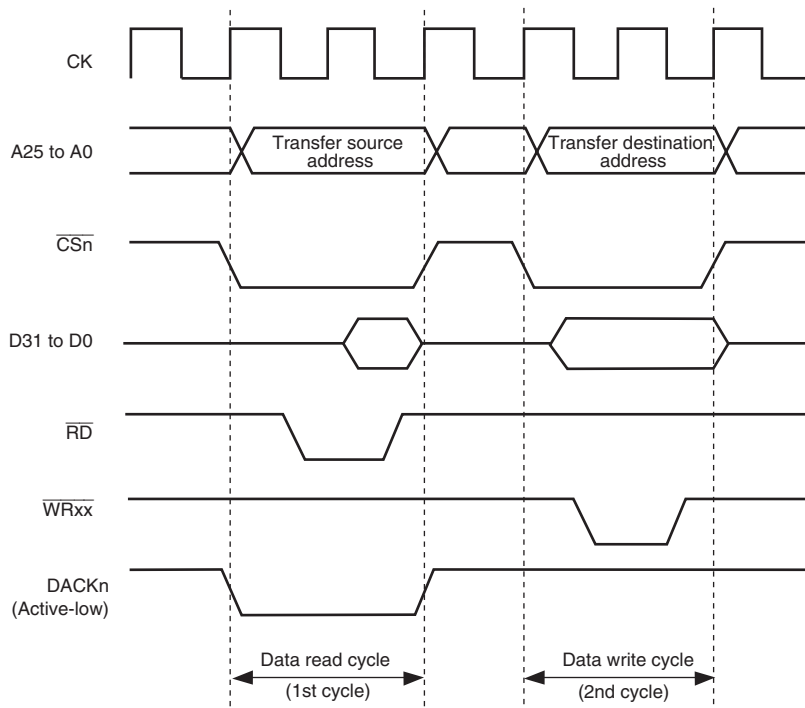 CK
A25 to A0
Transfer source
address
Transfer destination
address
CSn
D31 to D0
RD
WRxx
DACKn
(Active-low)
Data read cycle
(1st cycle)
Data write cycle
(2nd cycle)